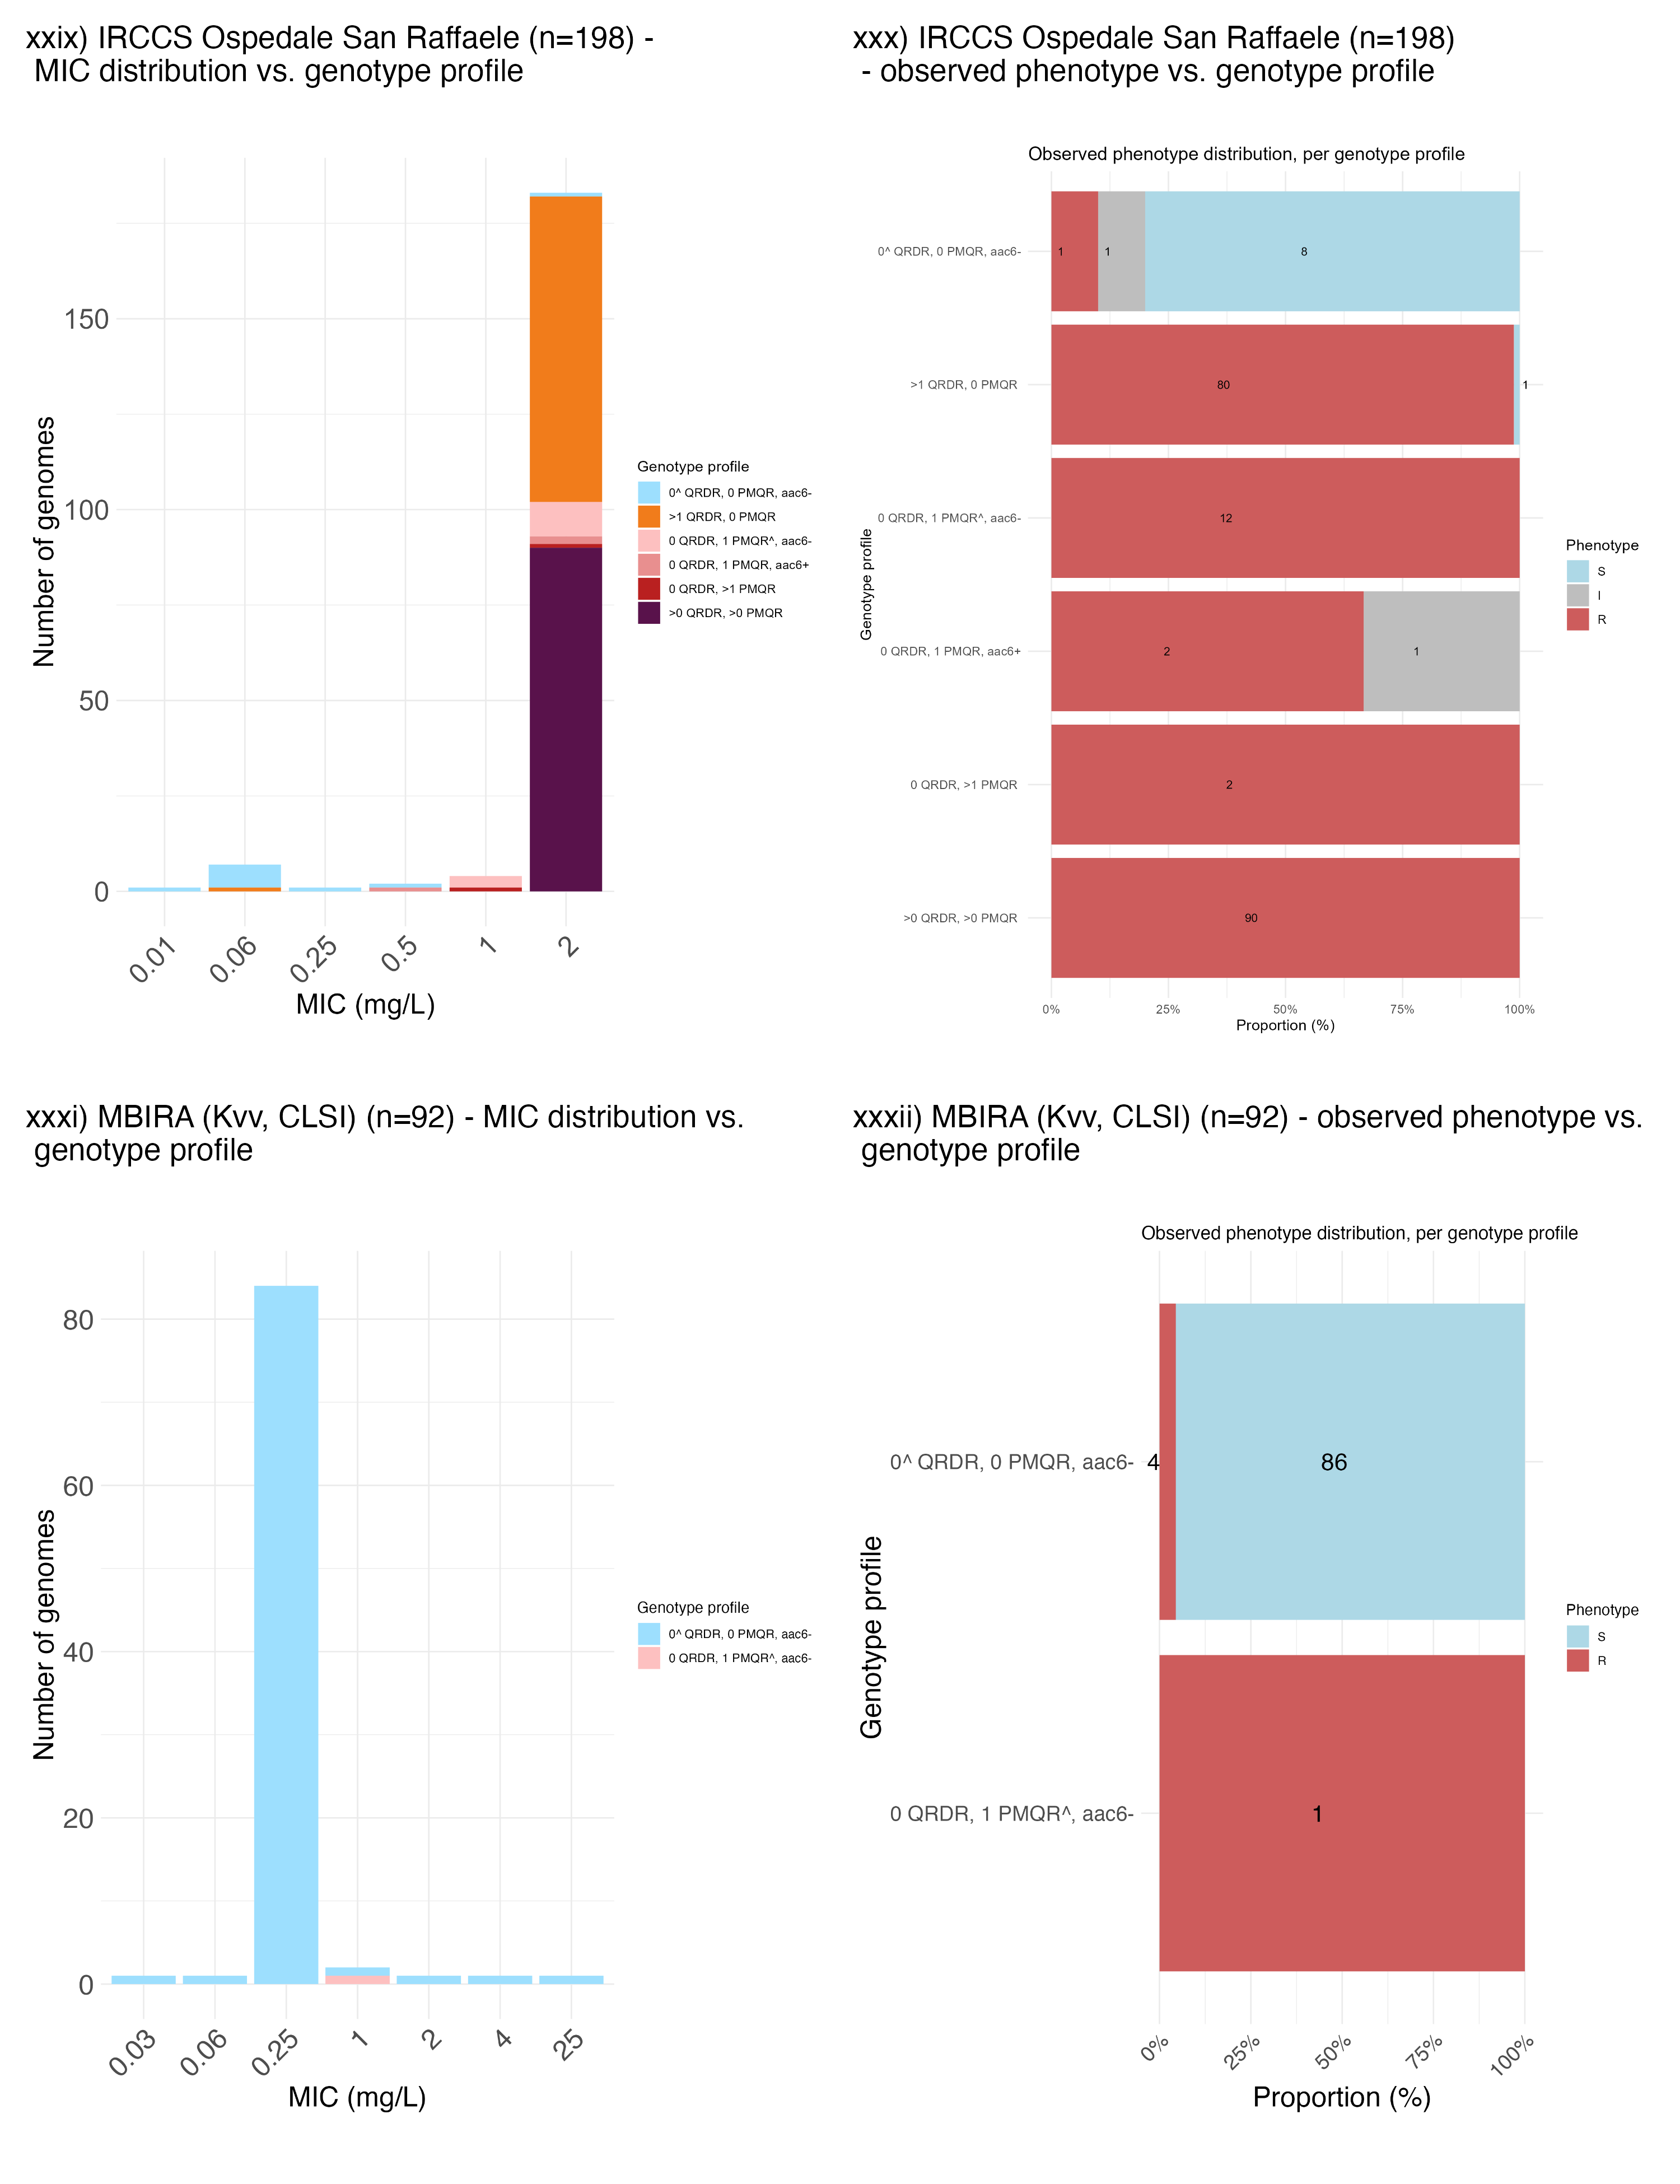 xxix) IRCCS Ospedale San Raffaele (n=198) -
MIC distribution vs. genotype profile
Number of genomes
150
100
50
0
0.01
0.06
0.25
0.5
1
2
MIC (mg/L)
Genotype profile
0^ QRDR, 0 PMQR, aac6-
>1 QRDR, 0 PMQR
0 QRDR, 1 PMQR^, aac6-
0 QRDR, 1 PMQR, aac6+
0 QRDR, >1 PMQR
>0 QRDR, >0 PMQR
xxx) IRCCS Ospedale San Raffaele (n=198)
- observed phenotype vs. genotype profile
Observed phenotype distribution, per genotype profile
Genotype profile
0^ QRDR, 0 PMQR, aac6-
1
1
8
>1 QRDR, 0 PMQR
80
1
0 QRDR, 1 PMQR^, aac6-
12
0 QRDR, 1 PMQR, aac6+
2
1
0 QRDR, >1 PMQR
2
>0 QRDR, >0 PMQR
90
0%
25%
50%
75%
100%
Proportion (%)
Phenotype
S
I
R
xxxi) MBIRA (Kvv, CLSI) (n=92) - MIC distribution vs.
genotype profile
Number of genomes
80
60
40
20
0
0.03
0.06
0.25
1
2
4
25
MIC (mg/L)
Genotype profile
0^ QRDR, 0 PMQR, aac6-
0 QRDR, 1 PMQR^, aac6-
xxxii) MBIRA (Kvv, CLSI) (n=92) - observed phenotype vs.
genotype profile
Observed phenotype distribution, per genotype profile
Genotype profile
0^ QRDR, 0 PMQR, aac6-
4
86
0 QRDR, 1 PMQR^, aac6-
1
0%
25%
50%
75%
100%
Proportion (%)
Phenotype
S
R